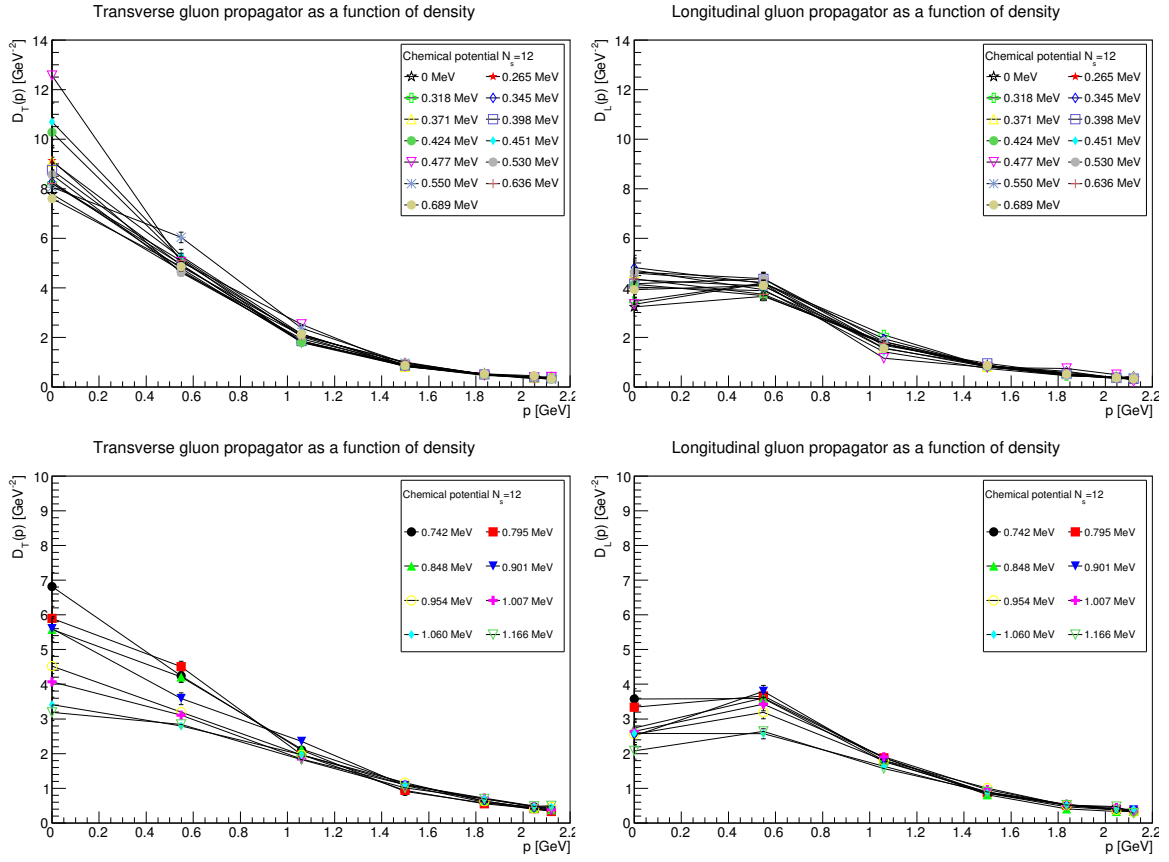 Transverse gluon propagator as a function of density
D_T(p) [GeV^-2]
14
12
10
8
6
4
2
0
Chemical potential N_s=12
0 MeV 0.265 MeV
0.318 MeV 0.345 MeV
0.371 MeV 0.398 MeV
0.424 MeV 0.451 MeV
0.477 MeV 0.530 MeV
0.550 MeV 0.636 MeV
0.689 MeV
0 0.2 0.4 0.6 0.8 1 1.2 1.4 1.6 1.8 2 2.2
p [GeV]
Longitudinal gluon propagator as a function of density
D_L(p) [GeV^-2]
14
12
10
8
6
4
2
0
Chemical potential N_s=12
0 MeV 0.265 MeV
0.318 MeV 0.345 MeV
0.371 MeV 0.398 MeV
0.424 MeV 0.451 MeV
0.477 MeV 0.530 MeV
0.550 MeV 0.636 MeV
0.689 MeV
0 0.2 0.4 0.6 0.8 1 1.2 1.4 1.6 1.8 2 2.2
p [GeV]
Transverse gluon propagator as a function of density
D_T(p) [GeV^-2]
10
9
8
7
6
5
4
3
2
1
0
Chemical potential N_s=12
0.742 MeV 0.795 MeV
0.848 MeV 0.901 MeV
0.954 MeV 1.007 MeV
1.060 MeV 1.166 MeV
0 0.2 0.4 0.6 0.8 1 1.2 1.4 1.6 1.8 2 2.2
p [GeV]
Longitudinal gluon propagator as a function of density
D_L(p) [GeV^-2]
10
9
8
7
6
5
4
3
2
1
0
Chemical potential N_s=12
0.742 MeV 0.795 MeV
0.848 MeV 0.901 MeV
0.954 MeV 1.007 MeV
1.060 MeV 1.166 MeV
0 0.2 0.4 0.6 0.8 1 1.2 1.4 1.6 1.8 2 2.2
p [GeV]